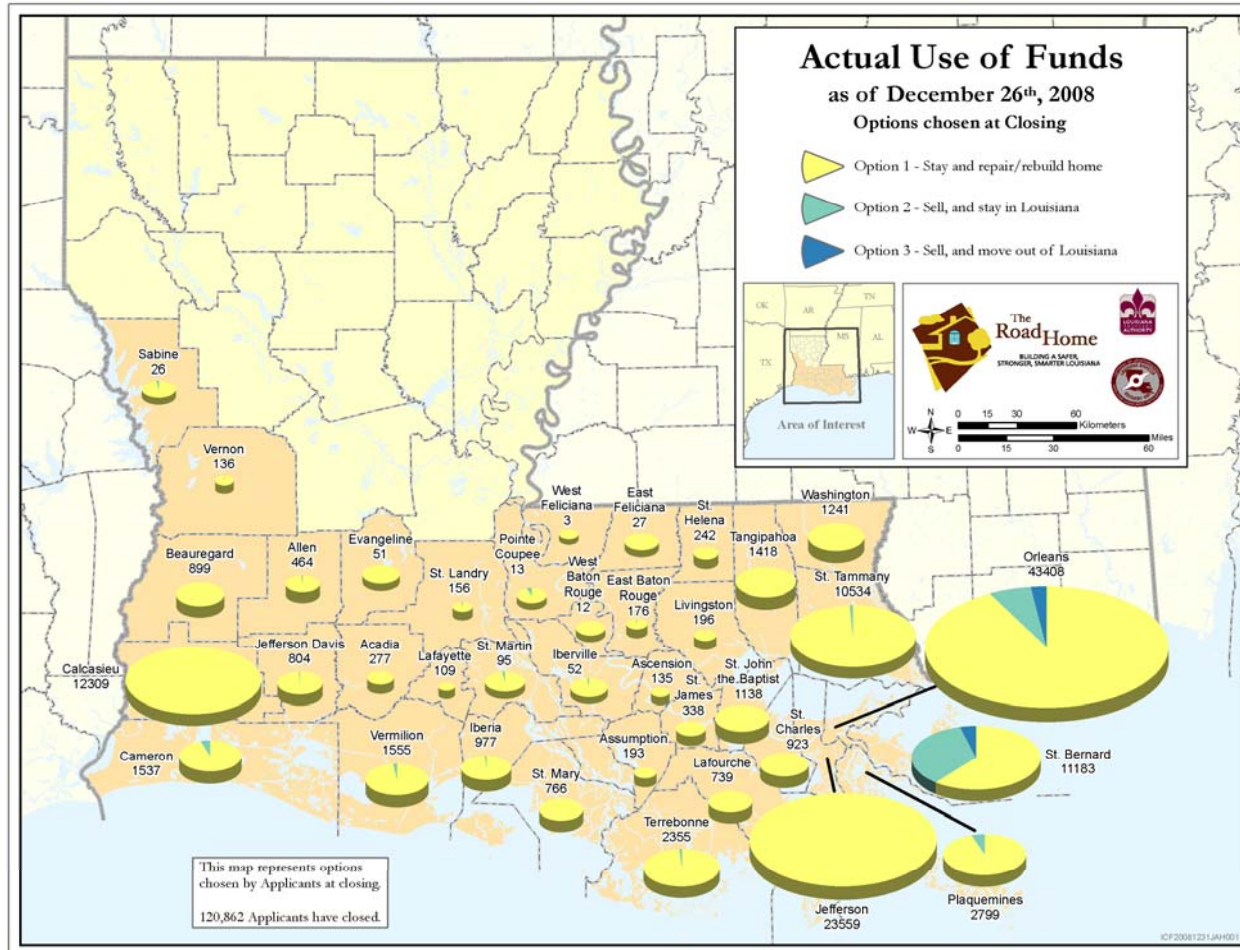 Actual Use of Funds
as of December 26th, 2008
Options chosen at Closing
Option 1 - Stay and repair/rebuild home
Option 2 - Sell, and stay in Louisiana
Option 3 - Sell, and move out of Louisiana
OK
AR
TN
MS
AL
TX
Area of Interest
The
Road Home
BUILDING A SAFER,
STRONGER, SMARTER LOUISIANA
LOUISIANA
AUTHORITY
N
W
E
S
0 15 30 60
Kilometers
Miles
0 15 30 60
Sabine
26
Vernon
136
Beauregard
899
Allen
464
Evangeline
51
St. Landry
156
Pointe
Coupee
13
West
Feliciana
3
East
Feliciana
27
St.
Helena
242
Tangipahoa
1418
Washington
1241
West
Baton
Rouge
12
East Baton
Rouge
176
Livingston
196
St. Tammany
10534
Orleans
43408
Calcasieu
12309
Jefferson Davis
804
Acadia
277
Lafayette
109
St. Martin
95
Iberville
52
Ascension
135
St.
James
338
St. John
the Baptist
1138
St.
Charles
923
St. Bernard
11183
Cameron
1537
Vermilion
1555
Iberia
977
St. Mary
766
Assumption
193
Lafourche
739
Terrebonne
2355
Jefferson
23559
Plaquemines
2799
This map represents options
chosen by Applicants at closing.
120,862 Applicants have closed.
ICF20081231JAH001